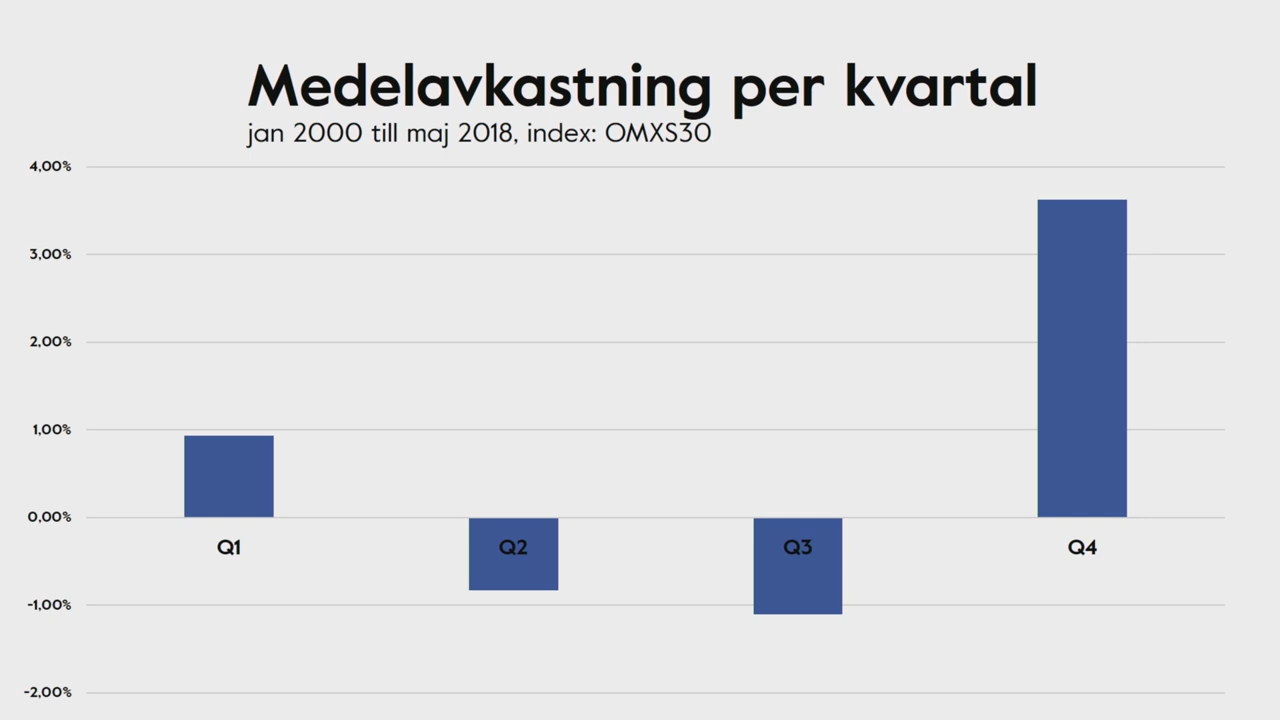 Medelavkastning per kvartal
jan 2000 till maj 2018, index: OMXS30
4,00%
3,00%
2,00%
1,00%
0,00%
Q1
Q2
Q3
Q4
-1,00%
-2,00%